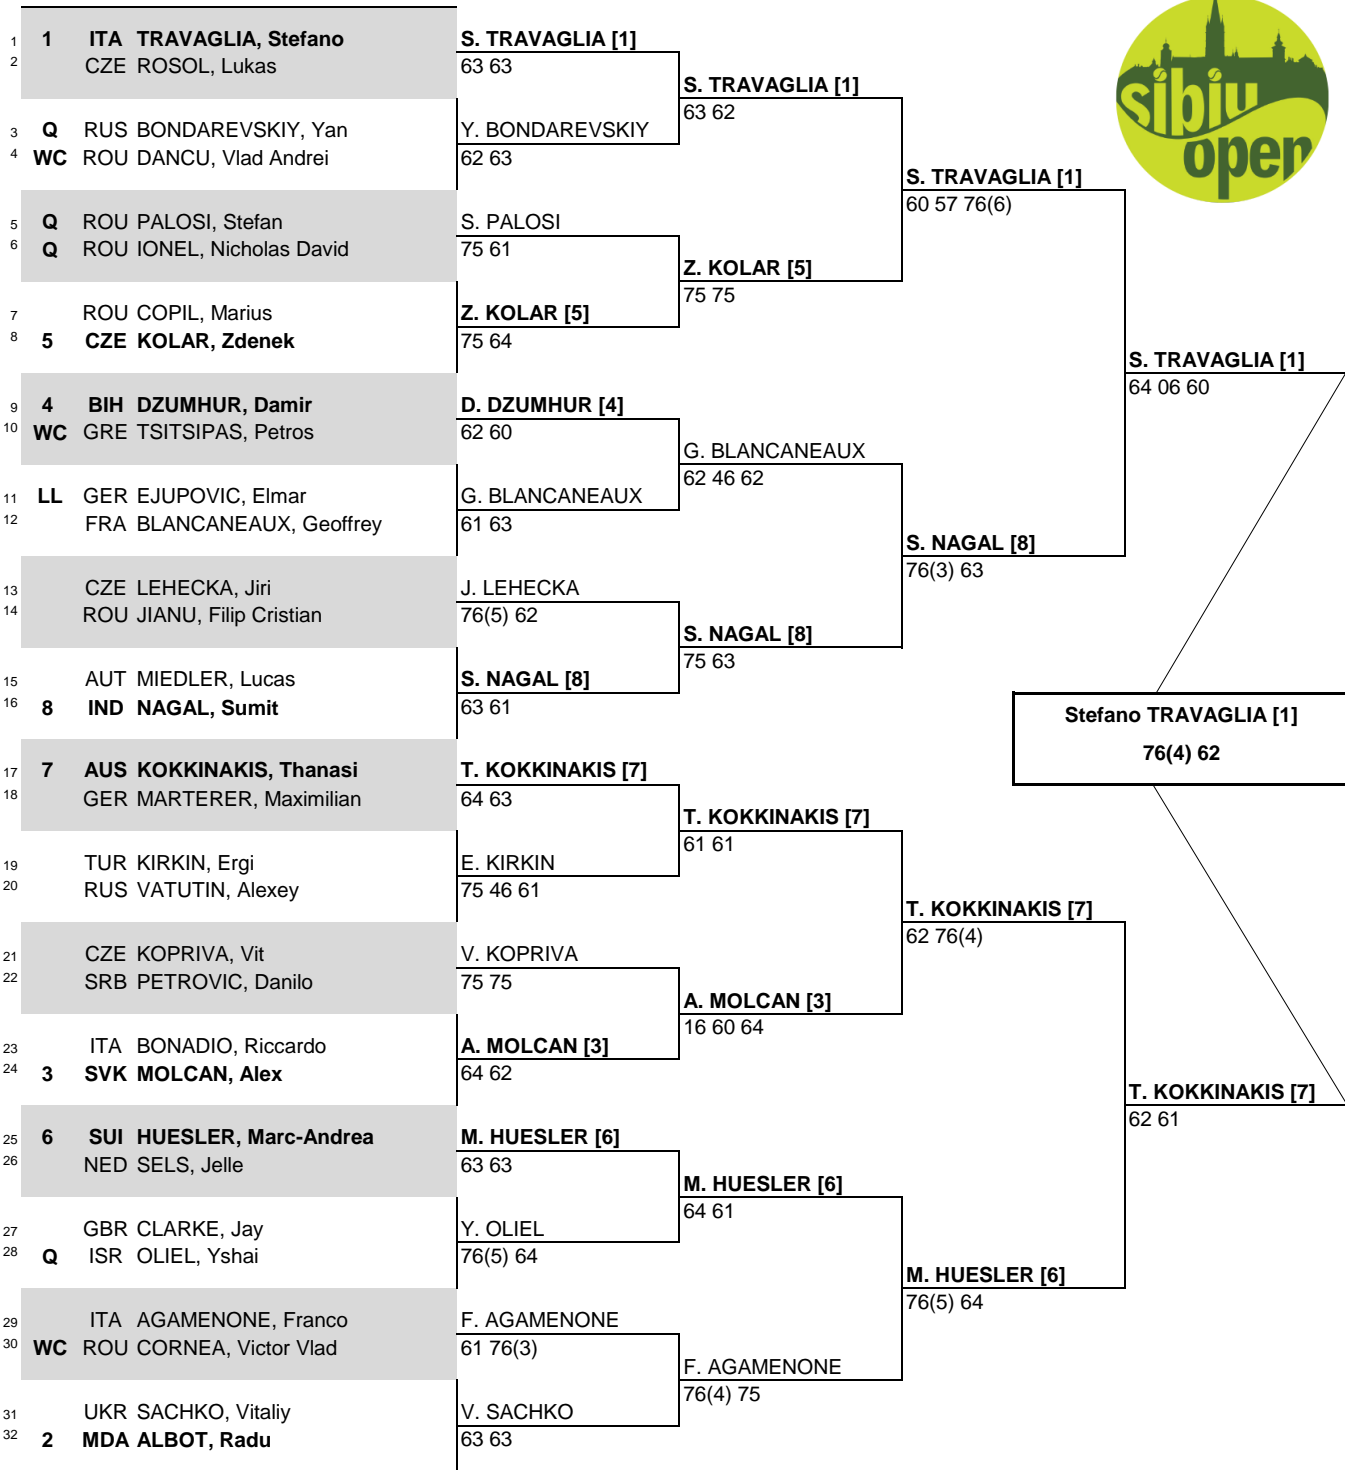 1 1 ITA TRAVAGLIA, Stefano
2 CZE ROSOL, Lukas
3 Q RUS BONDAREVSKIY, Yan
4 WC ROU DANCU, Vlad Andrei
5 Q ROU PALOSI, Stefan
6 Q ROU IONEL, Nicholas David
7 ROU COPIL, Marius
8 5 CZE KOLAR, Zdenek
9 4 BIH DZUMHUR, Damir
10 WC GRE TSITSIPAS, Petros
11 LL GER EJUPOVIC, Elmar
12 FRA BLANCANEAUX, Geoffrey
13 CZE LEHECKA, Jiri
14 ROU JIANU, Filip Cristian
15 AUT MIEDLER, Lucas
16 8 IND NAGAL, Sumit
17 7 AUS KOKKINAKIS, Thanasi
18 GER MARTERER, Maximilian
19 TUR KIRKIN, Ergi
20 RUS VATUTIN, Alexey
21 CZE KOPRIVA, Vit
22 SRB PETROVIC, Danilo
23 ITA BONADIO, Riccardo
24 3 SVK MOLCAN, Alex
25 6 SUI HUESLER, Marc-Andrea
26 NED SELS, Jelle
27 GBR CLARKE, Jay
28 Q ISR OLIEL, Yshai
29 ITA AGAMENONE, Franco
30 WC ROU CORNEA, Victor Vlad
31 UKR SACHKO, Vitaliy
32 2 MDA ALBOT, Radu
S. TRAVAGLIA [1]
63 63
Y. BONDAREVSKIY
62 63
S. PALOSI
75 61
Z. KOLAR [5]
75 64
D. DZUMHUR [4]
62 60
G. BLANCANEAUX
61 63
J. LEHECKA
76(5) 62
S. NAGAL [8]
63 61
T. KOKKINAKIS [7]
64 63
E. KIRKIN
75 46 61
V. KOPRIVA
75 75
A. MOLCAN [3]
64 62
M. HUESLER [6]
63 63
Y. OLIEL
76(5) 64
F. AGAMENONE
61 76(3)
V. SACHKO
63 63
S. TRAVAGLIA [1]
63 62
Z. KOLAR [5]
75 75
G. BLANCANEAUX
62 46 62
S. NAGAL [8]
75 63
T. KOKKINAKIS [7]
61 61
A. MOLCAN [3]
16 60 64
M. HUESLER [6]
64 61
F. AGAMENONE
76(4) 75
S. TRAVAGLIA [1]
60 57 76(6)
S. NAGAL [8]
76(3) 63
T. KOKKINAKIS [7]
62 76(4)
M. HUESLER [6]
76(5) 64
S. TRAVAGLIA [1]
64 06 60
T. KOKKINAKIS [7]
62 61
Stefano TRAVAGLIA [1]
76(4) 62
sibiu
open